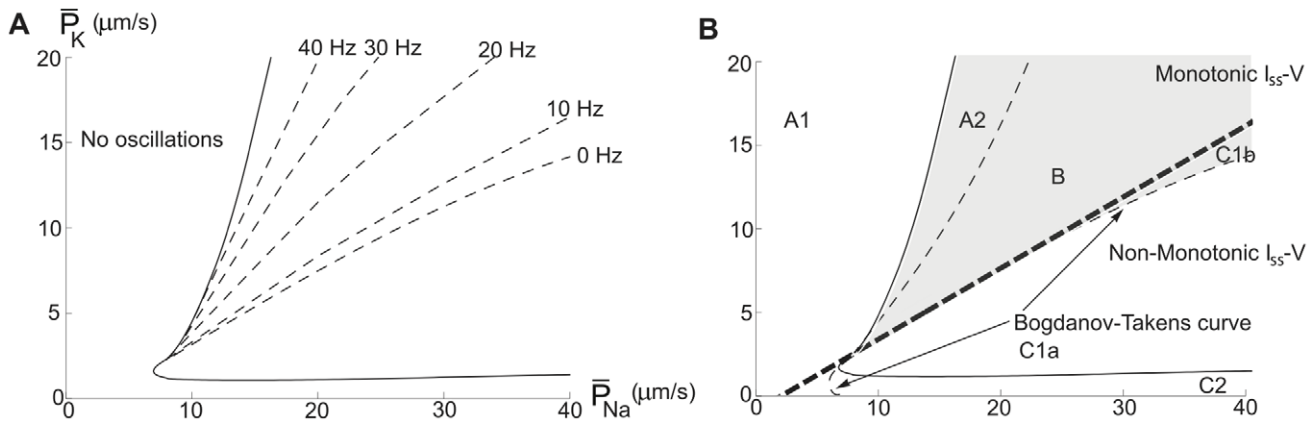 A
P̅K (μm/s)
40 Hz
30 Hz
20 Hz
10 Hz
0 Hz
No oscillations
20
15
10
5
0
0
10
20
30
40
P̅Na (μm/s)
B
20
15
10
5
0
0
10
20
30
40
Monotonic Iss-V
A1
A2
B
C1b
Non-Monotonic Iss-V
Bogdanov-Takens curve
C1a
C2